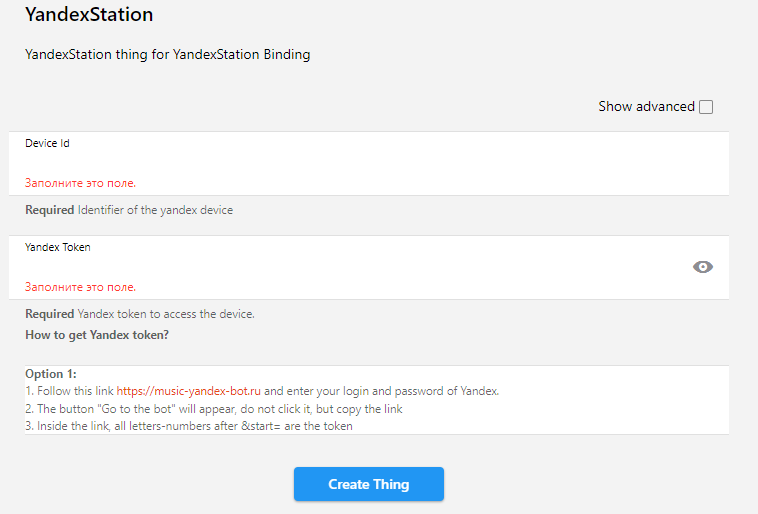 YandexStation
YandexStation thing for YandexStation Binding
Show advanced
Device Id
Заполните это поле.
Required Identifier of the yandex device
Yandex Token
Заполните это поле.
Required Yandex token to access the device.
How to get Yandex token?
Option 1:
1. Follow this link https://music-yandex-bot.ru and enter your login and password of Yandex.
2. The button "Go to the bot" will appear, do not click it, but copy the link
3. Inside the link, all letters-numbers after &start= are the token
Create Thing